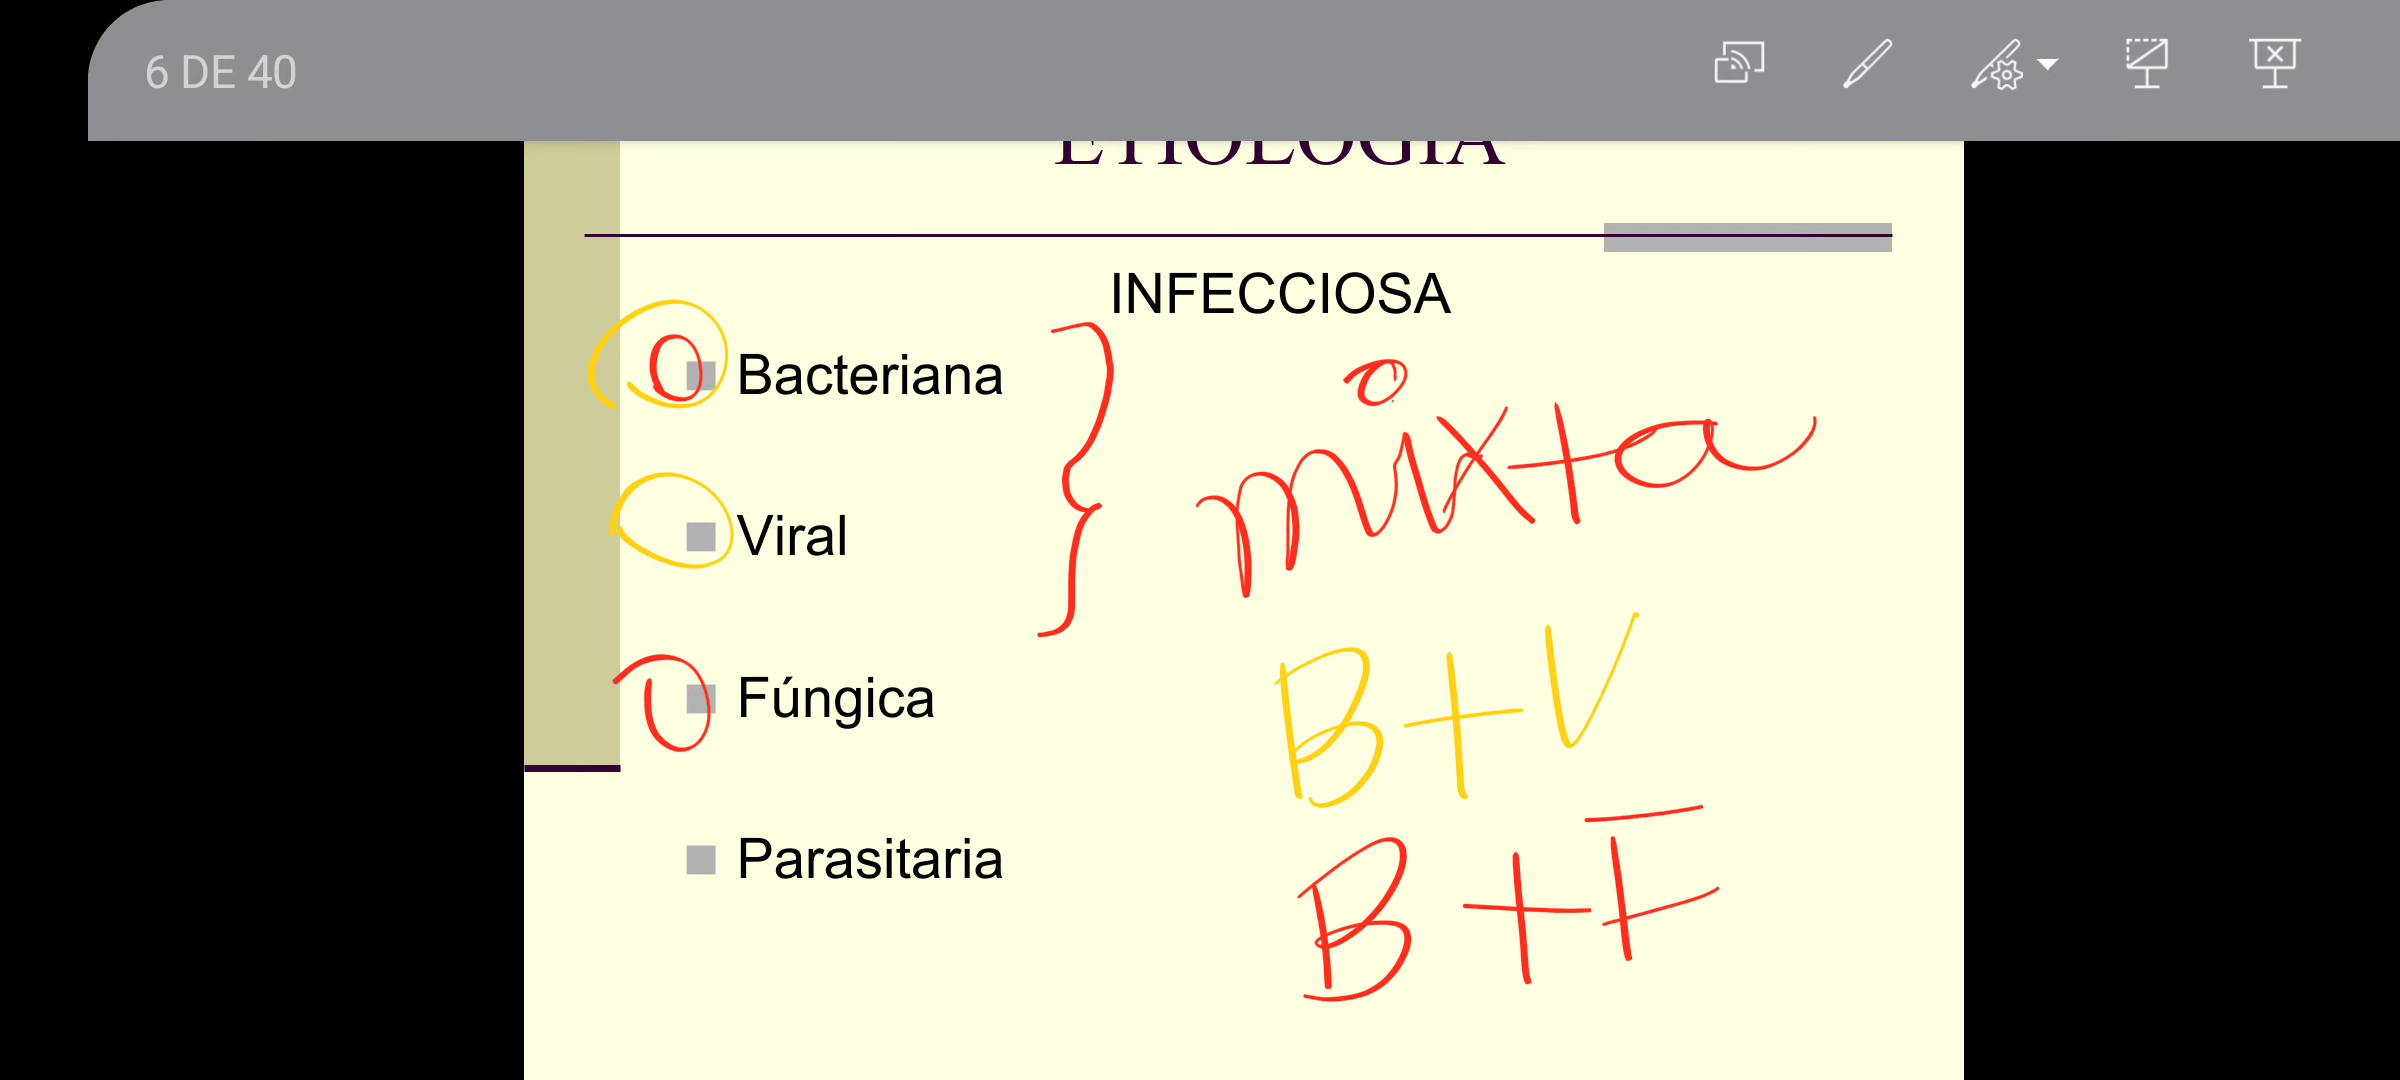 6 DE 40
ETIOLOGIA
INFECCIOSA
Bacteriana
mixta
Viral
Fúngica
B+V
Parasitaria
B+F